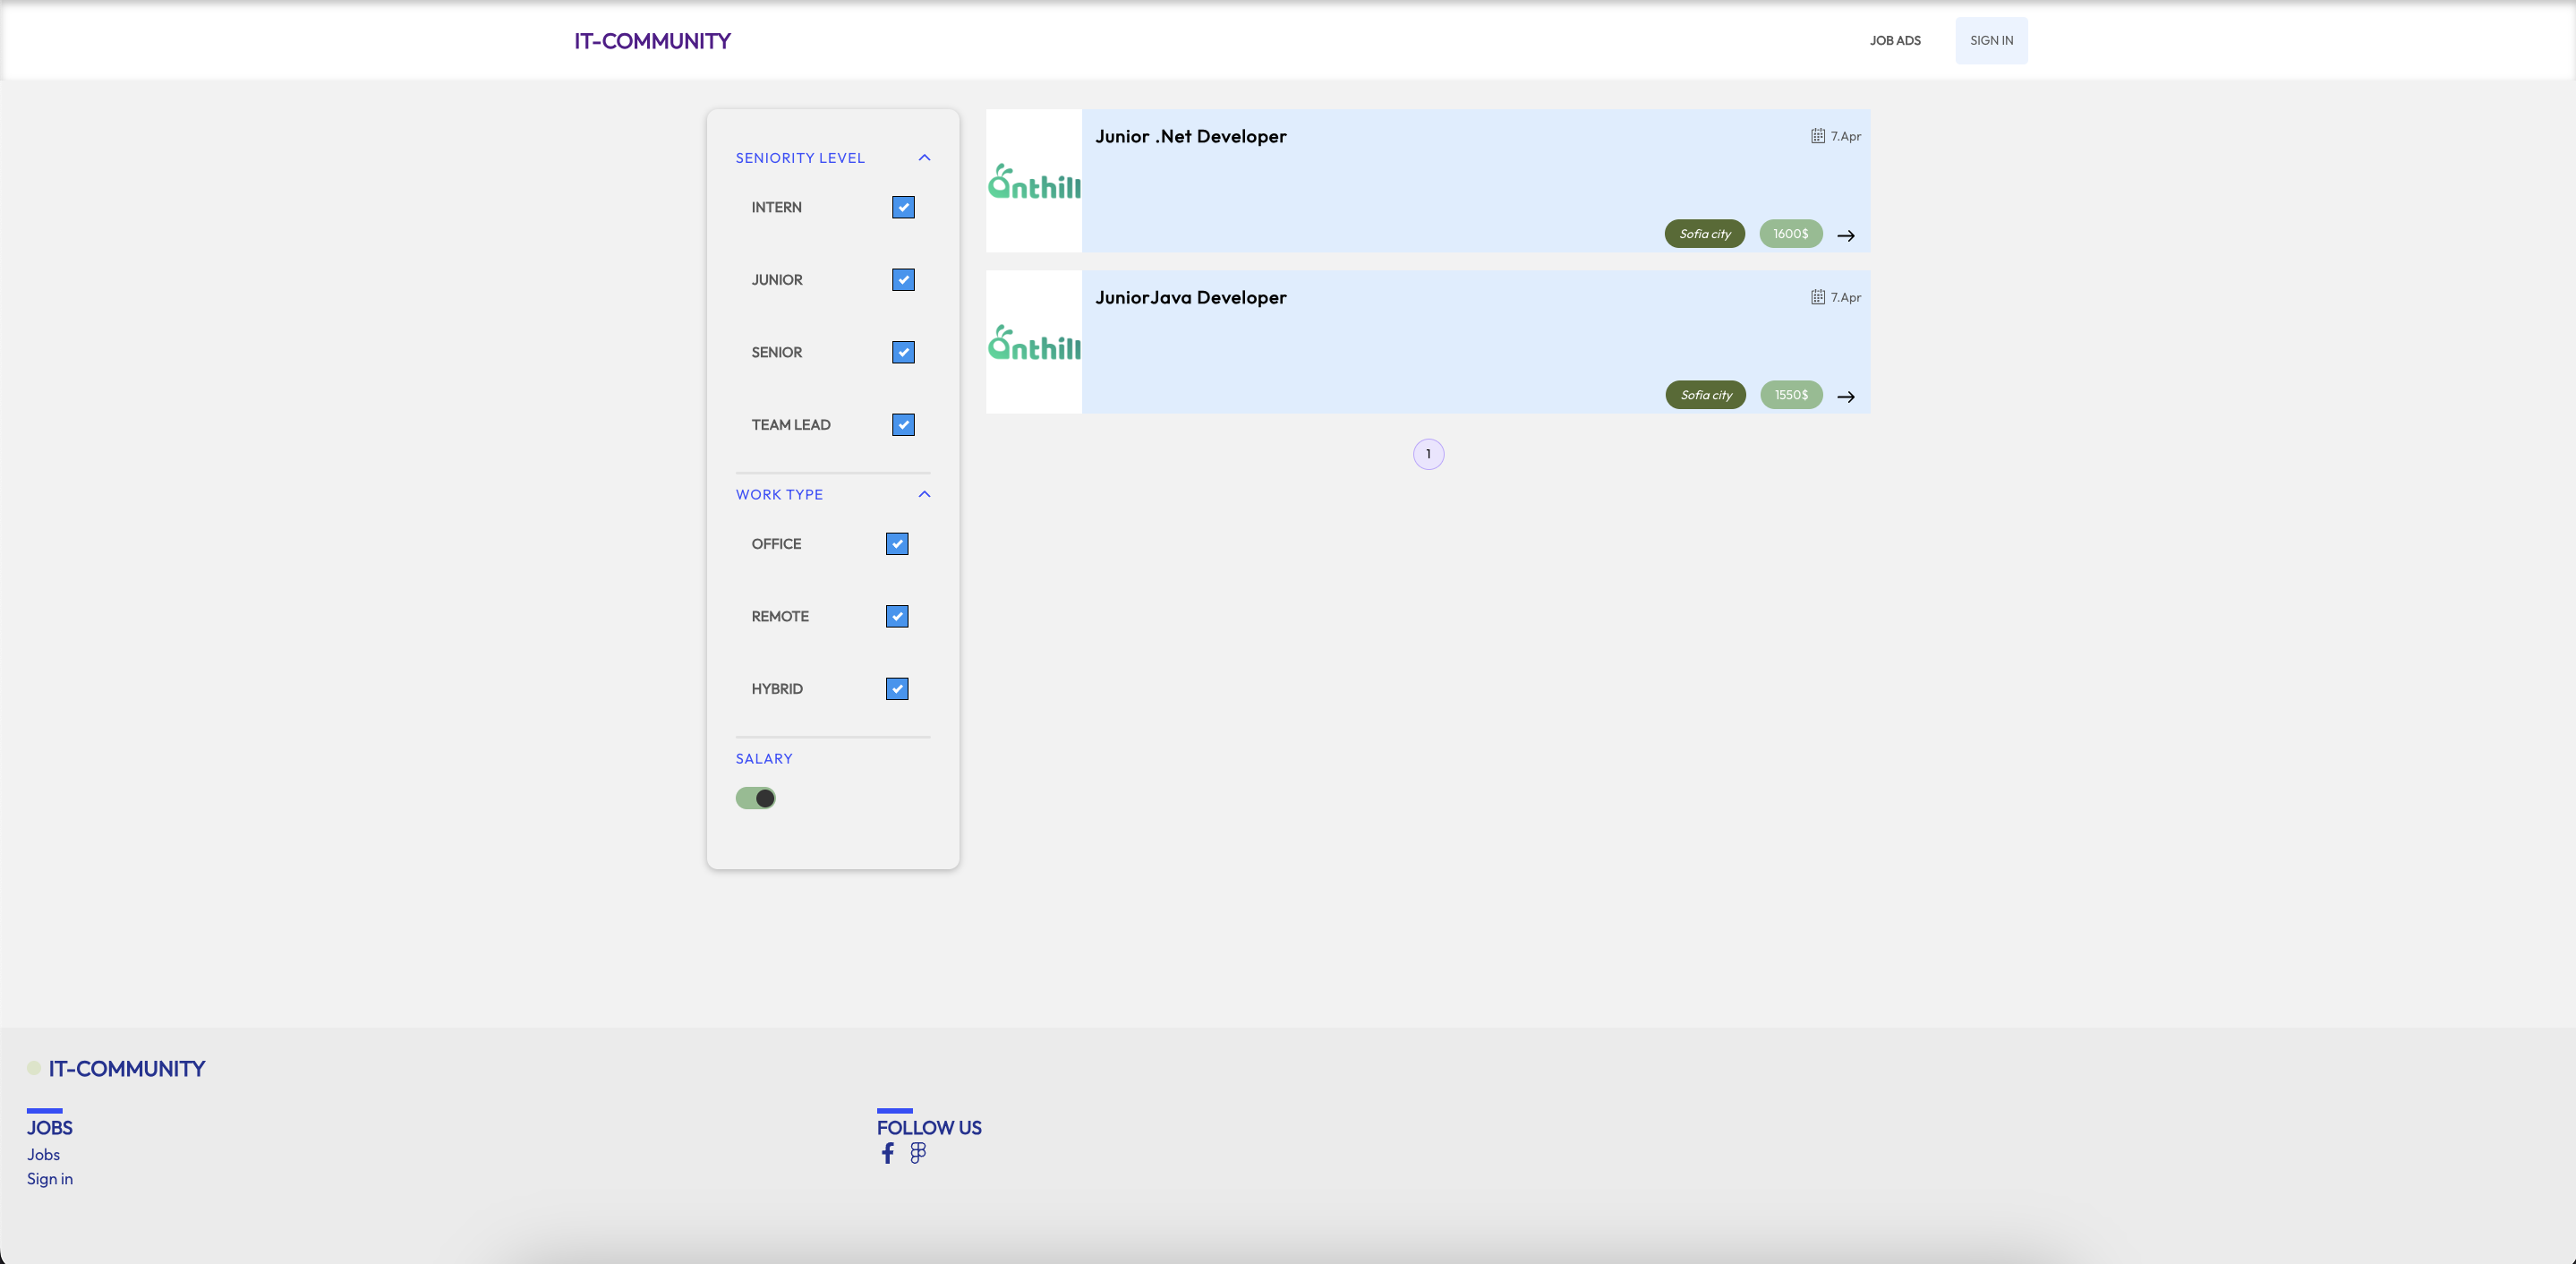 IT-COMMUNITY
JOB ADS
SIGN IN
SENIORITY LEVEL
INTERN
JUNIOR
SENIOR
TEAM LEAD
WORK TYPE
OFFICE
REMOTE
HYBRID
SALARY
anthill
Junior .Net Developer
7.Apr
Sofia city
1600$
anthill
JuniorJava Developer
7.Apr
Sofia city
1550$
1
IT-COMMUNITY
JOBS
Jobs
Sign in
FOLLOW US